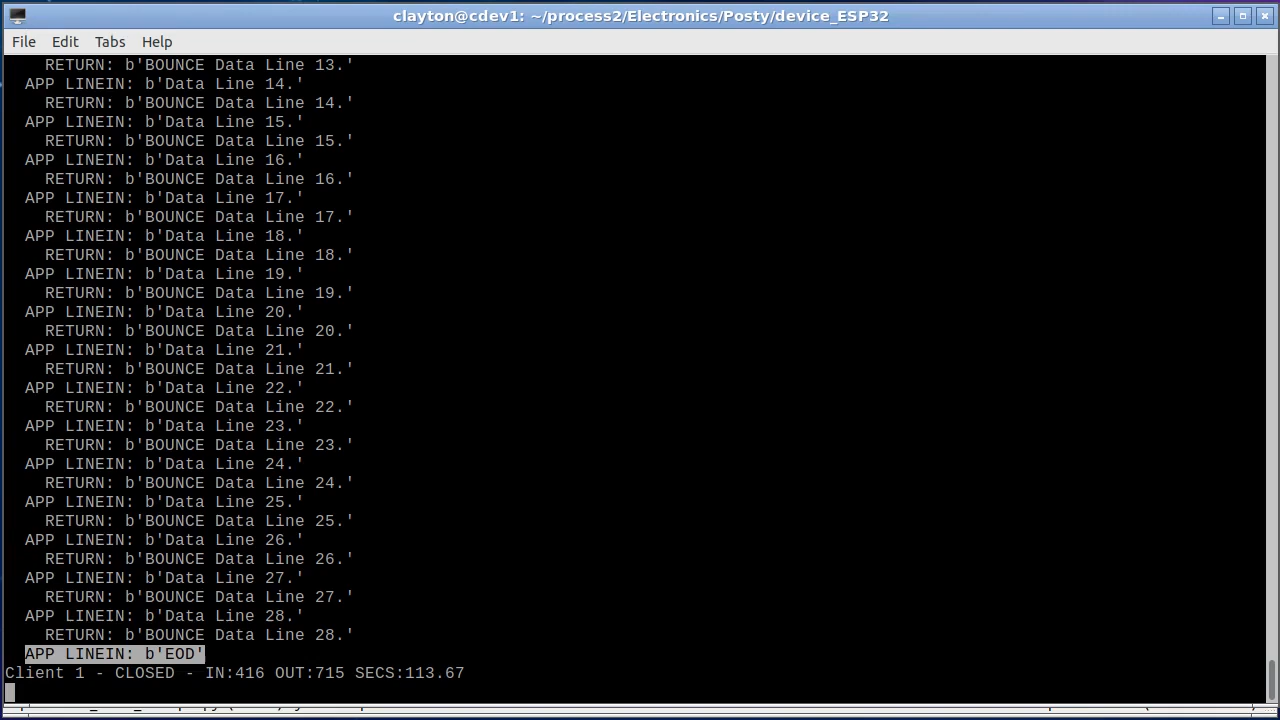 clayton@cdev1: ~/process2/Electronics/Posty/device_ESP32
File Edit Tabs Help
RETURN: b'BOUNCE Data Line 13.'
APP LINEIN: b'Data Line 14.'
RETURN: b'BOUNCE Data Line 14.'
APP LINEIN: b'Data Line 15.'
RETURN: b'BOUNCE Data Line 15.'
APP LINEIN: b'Data Line 16.'
RETURN: b'BOUNCE Data Line 16.'
APP LINEIN: b'Data Line 17.'
RETURN: b'BOUNCE Data Line 17.'
APP LINEIN: b'Data Line 18.'
RETURN: b'BOUNCE Data Line 18.'
APP LINEIN: b'Data Line 19.'
RETURN: b'BOUNCE Data Line 19.'
APP LINEIN: b'Data Line 20.'
RETURN: b'BOUNCE Data Line 20.'
APP LINEIN: b'Data Line 21.'
RETURN: b'BOUNCE Data Line 21.'
APP LINEIN: b'Data Line 22.'
RETURN: b'BOUNCE Data Line 22.'
APP LINEIN: b'Data Line 23.'
RETURN: b'BOUNCE Data Line 23.'
APP LINEIN: b'Data Line 24.'
RETURN: b'BOUNCE Data Line 24.'
APP LINEIN: b'Data Line 25.'
RETURN: b'BOUNCE Data Line 25.'
APP LINEIN: b'Data Line 26.'
RETURN: b'BOUNCE Data Line 26.'
APP LINEIN: b'Data Line 27.'
RETURN: b'BOUNCE Data Line 27.'
APP LINEIN: b'Data Line 28.'
RETURN: b'BOUNCE Data Line 28.'
APP LINEIN: b'EOD'
Client 1 - CLOSED - IN:416 OUT:715 SECS:113.67